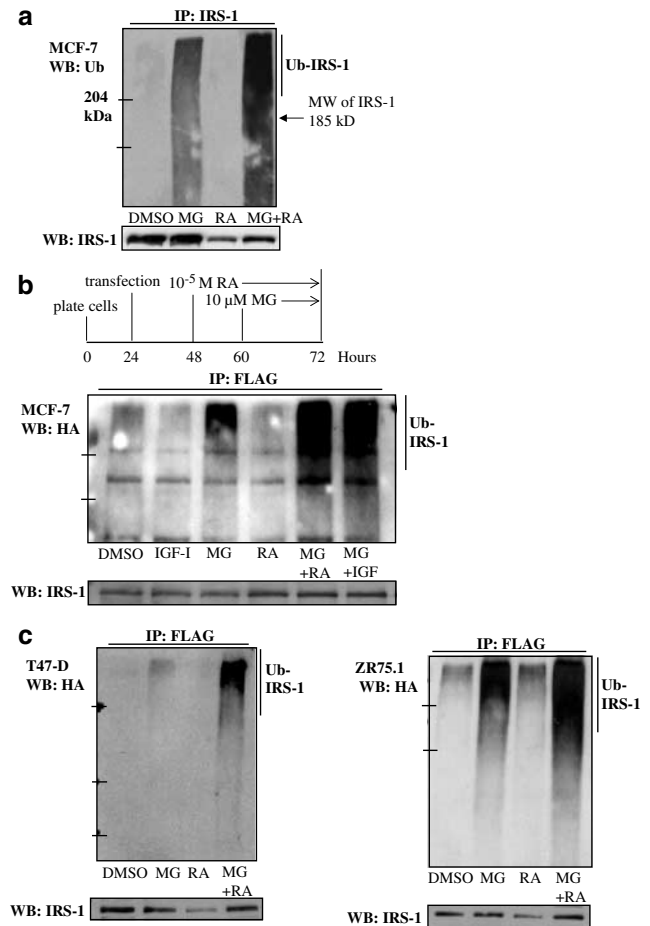 a
IP: IRS-1
MCF-7
WB: Ub
204
kDa
Ub-IRS-1
MW of IRS-1
185 kD
DMSO MG RA MG+RA
WB: IRS-1
b
transfection 10⁻⁵ M RA
10 µM MG
plate cells
0 24 48 60 72 Hours
IP: FLAG
MCF-7
WB: HA
Ub-
IRS-1
DMSO IGF-I MG RA MG MG
+RA +IGF
WB: IRS-1
c
IP: FLAG
T47-D
WB: HA
Ub-
IRS-1
DMSO MG RA MG
+RA
WB: IRS-1
IP: FLAG
ZR75.1
WB: HA
Ub-
IRS-1
DMSO MG RA MG
+RA
WB: IRS-1